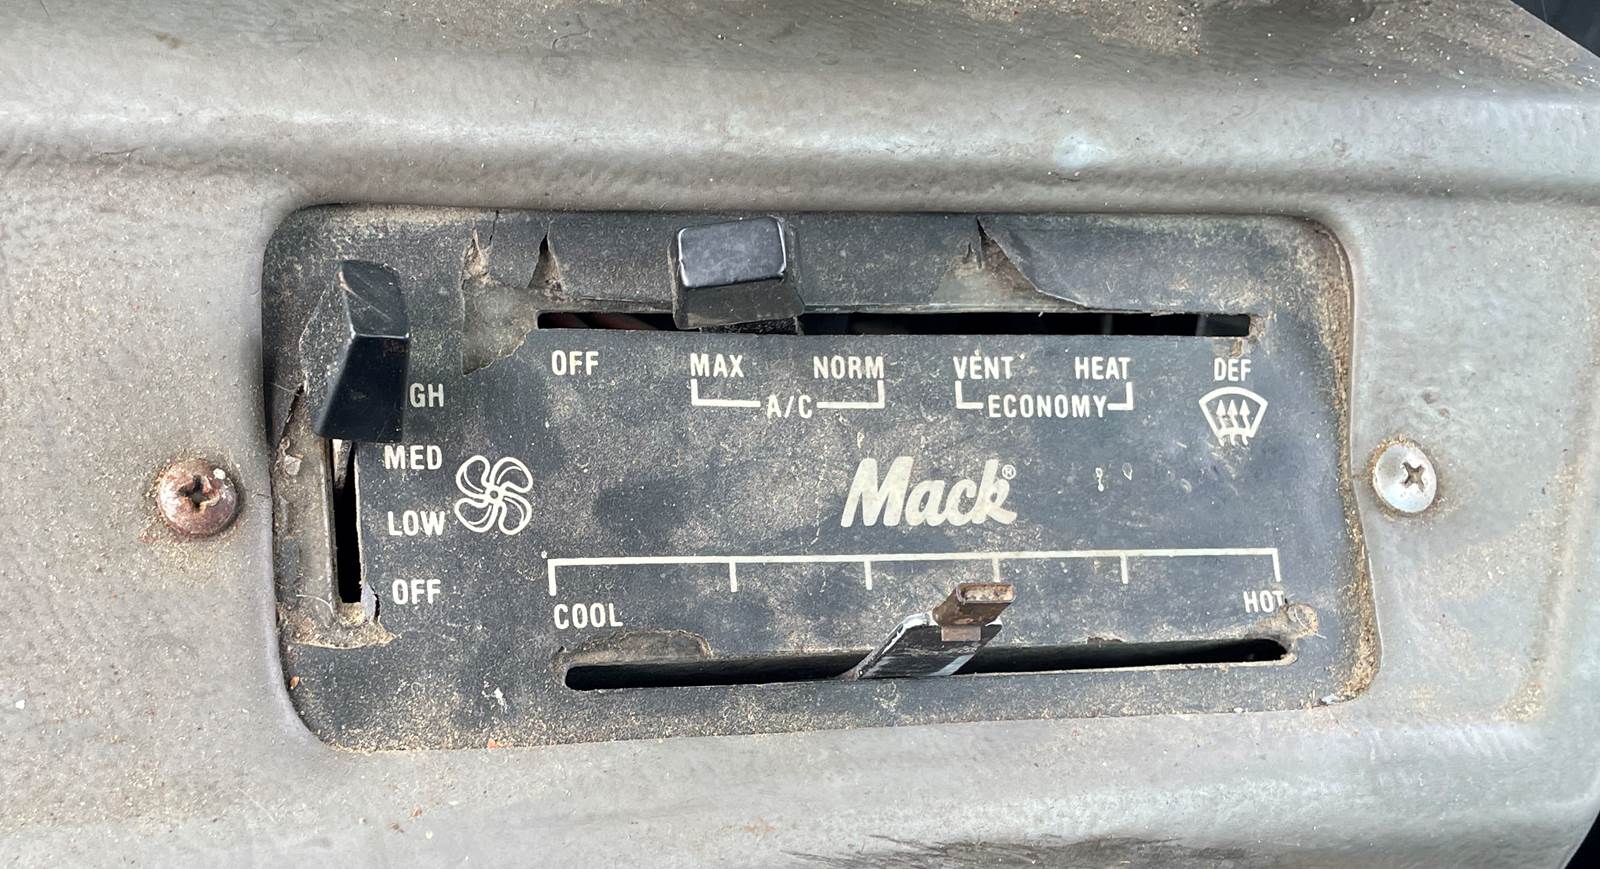 OFF MAX NORM VENT HEAT DEF
A/C ECONOMY
GH
MED
LOW
OFF
Mack®
COOL HOT